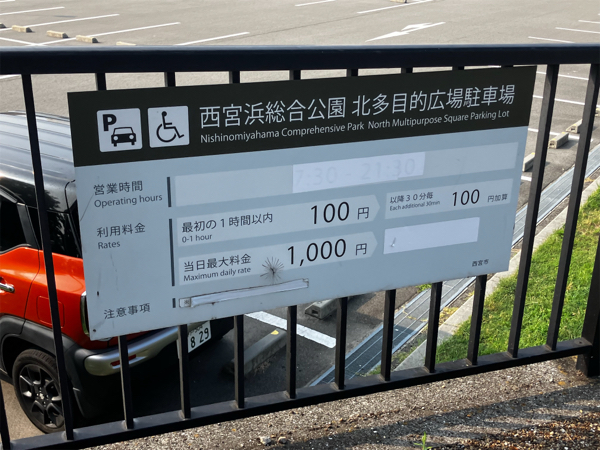 P
西宮浜総合公園 北多目的広場駐車場
Nishinomiyahama Comprehensive Park North Multipurpose Square Parking Lot
営業時間
Operating hours
7:30 - 21:30
利用料金
Rates
最初の1時間以内 100 円
0-1 hour
以降30分毎 100 円加算
Each additional 30min
当日最大料金 1,000 円
Maximum daily rate
注意事項
西宮市
8 29